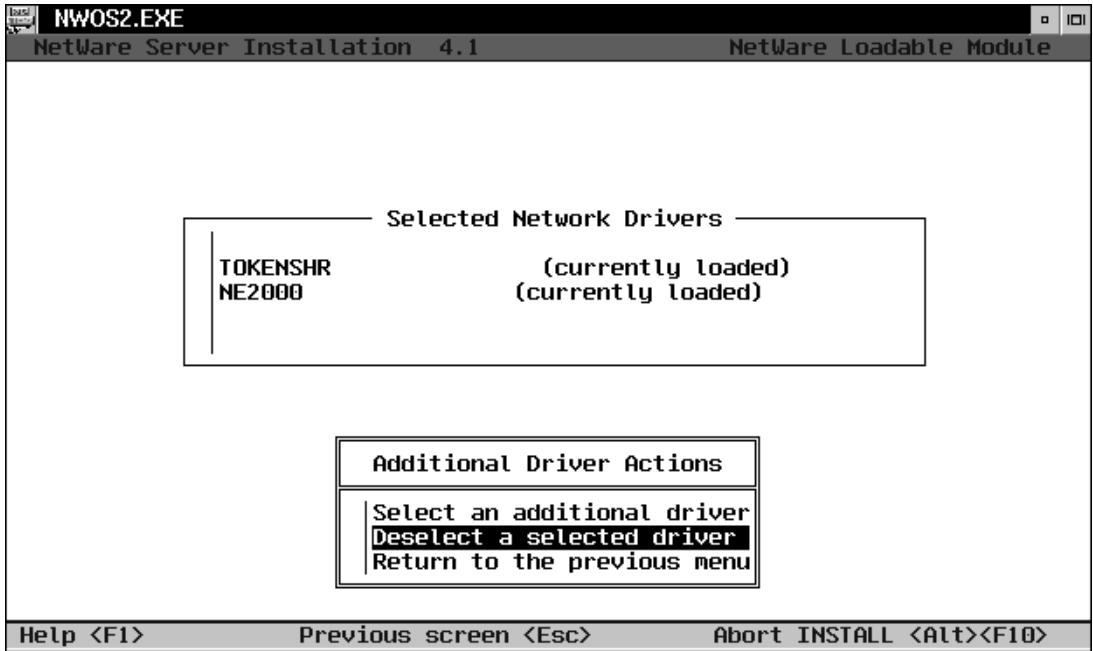 NWOS2.EXE
NetWare Server Installation 4.1 NetWare Loadable Module
Selected Network Drivers
TOKENSHR (currently loaded)
NE2000 (currently loaded)
Additional Driver Actions
Select an additional driver
Deselect a selected driver
Return to the previous menu
Help <F1> Previous screen <Esc> Abort INSTALL <Alt><F10>